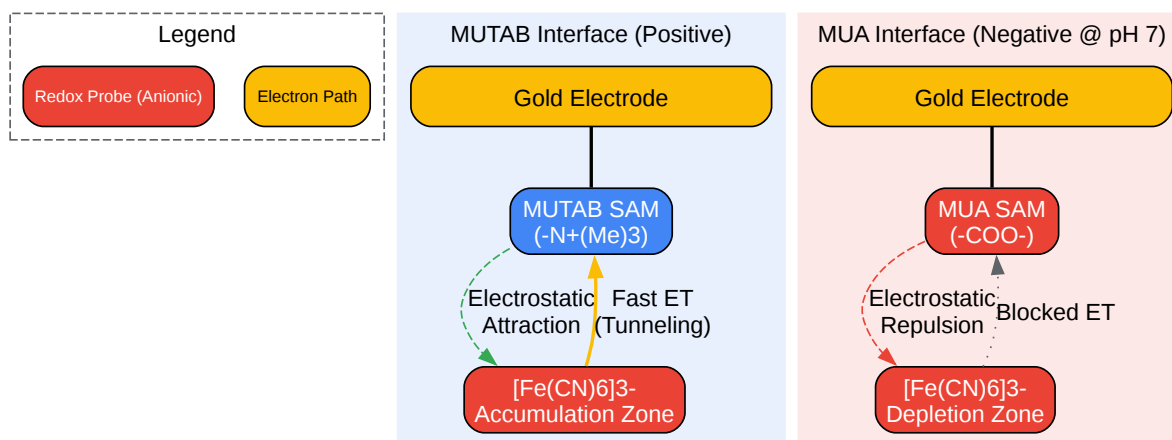 Legend
Redox Probe (Anionic)
Electron Path
MUTAB Interface (Positive)
Gold Electrode
MUTAB SAM
(-N+(Me)3)
Electrostatic
Attraction
Fast ET
(Tunneling)
[Fe(CN)6]3-
Accumulation Zone
MUA Interface (Negative @ pH 7)
Gold Electrode
MUA SAM
(-COO-)
Electrostatic
Repulsion
Blocked ET
[Fe(CN)6]3-
Depletion Zone